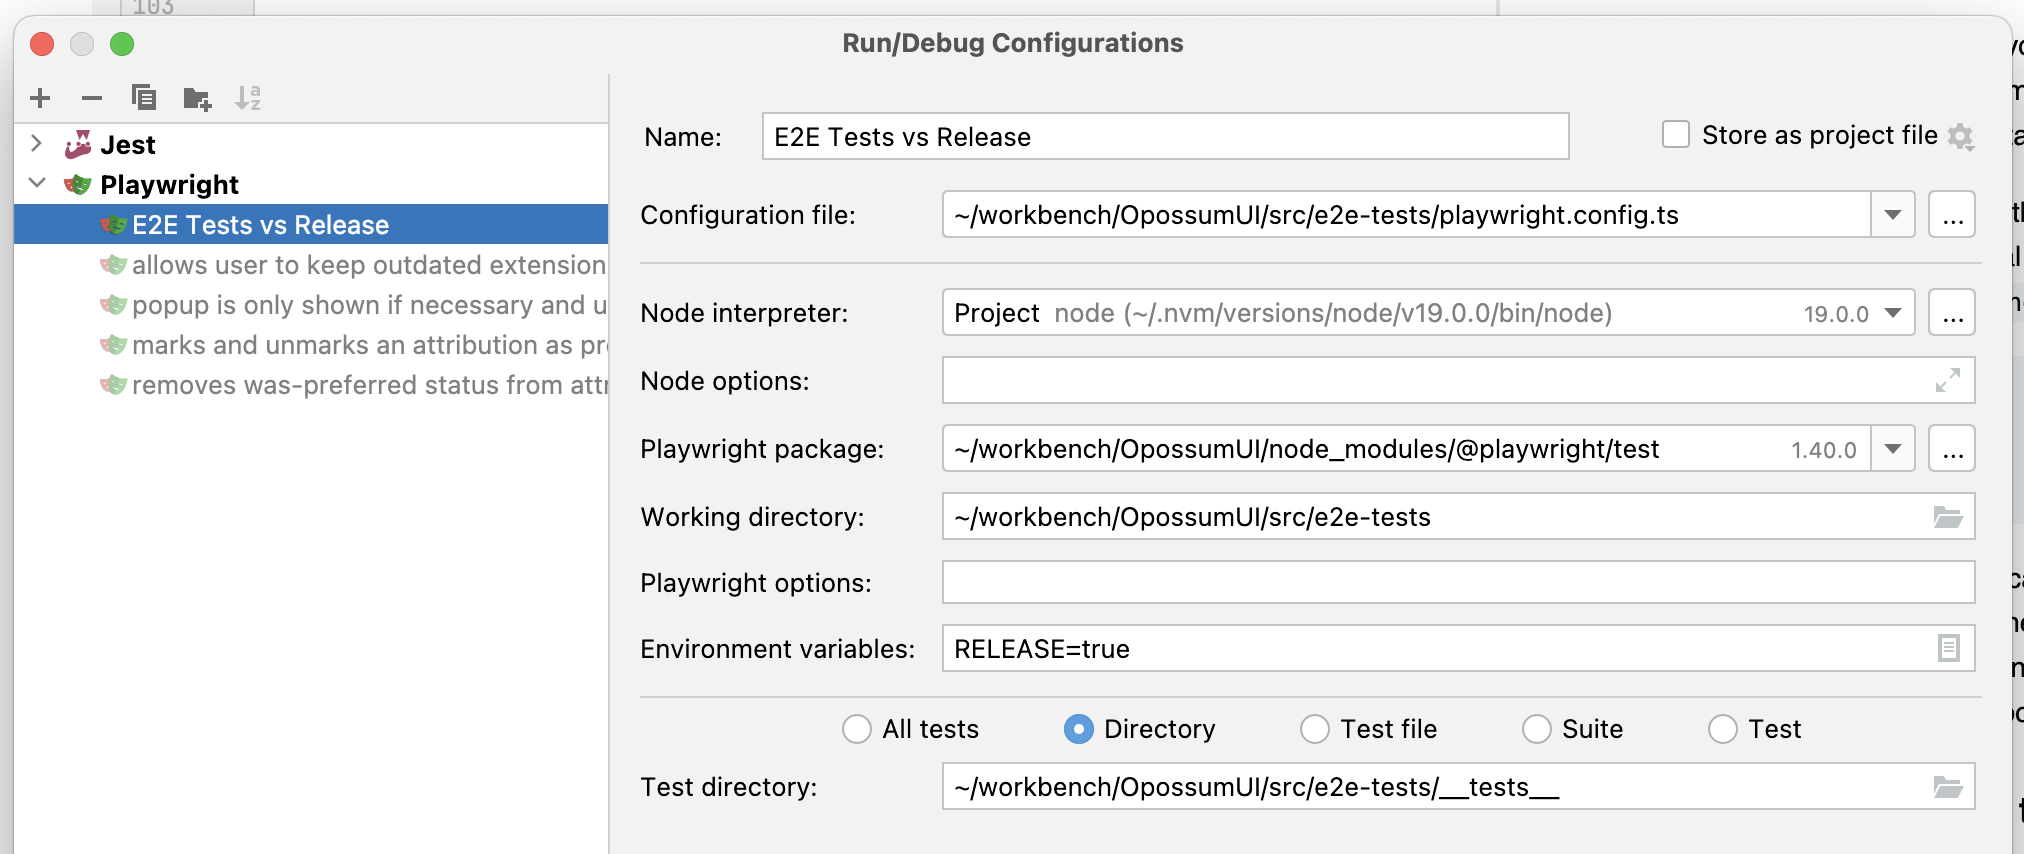 103
Run/Debug Configurations
Jest
Playwright
E2E Tests vs Release
allows user to keep outdated extension
popup is only shown if necessary and u
marks and unmarks an attribution as pr
removes was-preferred status from attr
Name: E2E Tests vs Release Store as project file
Configuration file: ~/workbench/OpossumUI/src/e2e-tests/playwright.config.ts ...
Node interpreter: Project node (~/.nvm/versions/node/v19.0.0/bin/node) 19.0.0 ...
Node options:
Playwright package: ~/workbench/OpossumUI/node_modules/@playwright/test 1.40.0 ...
Working directory: ~/workbench/OpossumUI/src/e2e-tests
Playwright options:
Environment variables: RELEASE=true
All tests Directory Test file Suite Test
Test directory: ~/workbench/OpossumUI/src/e2e-tests/__tests__